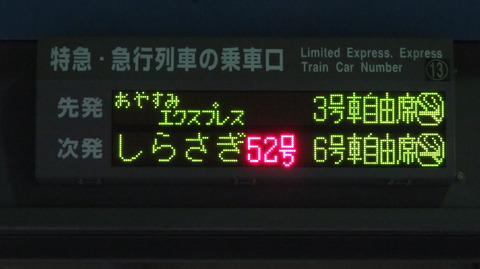 特急・急行列車の乗車口
Limited Express. Express
Train Car Number
⑬
先発 おやすみエクスプレス 3号車自由席
次発 しらさぎ 52号 6号車自由席